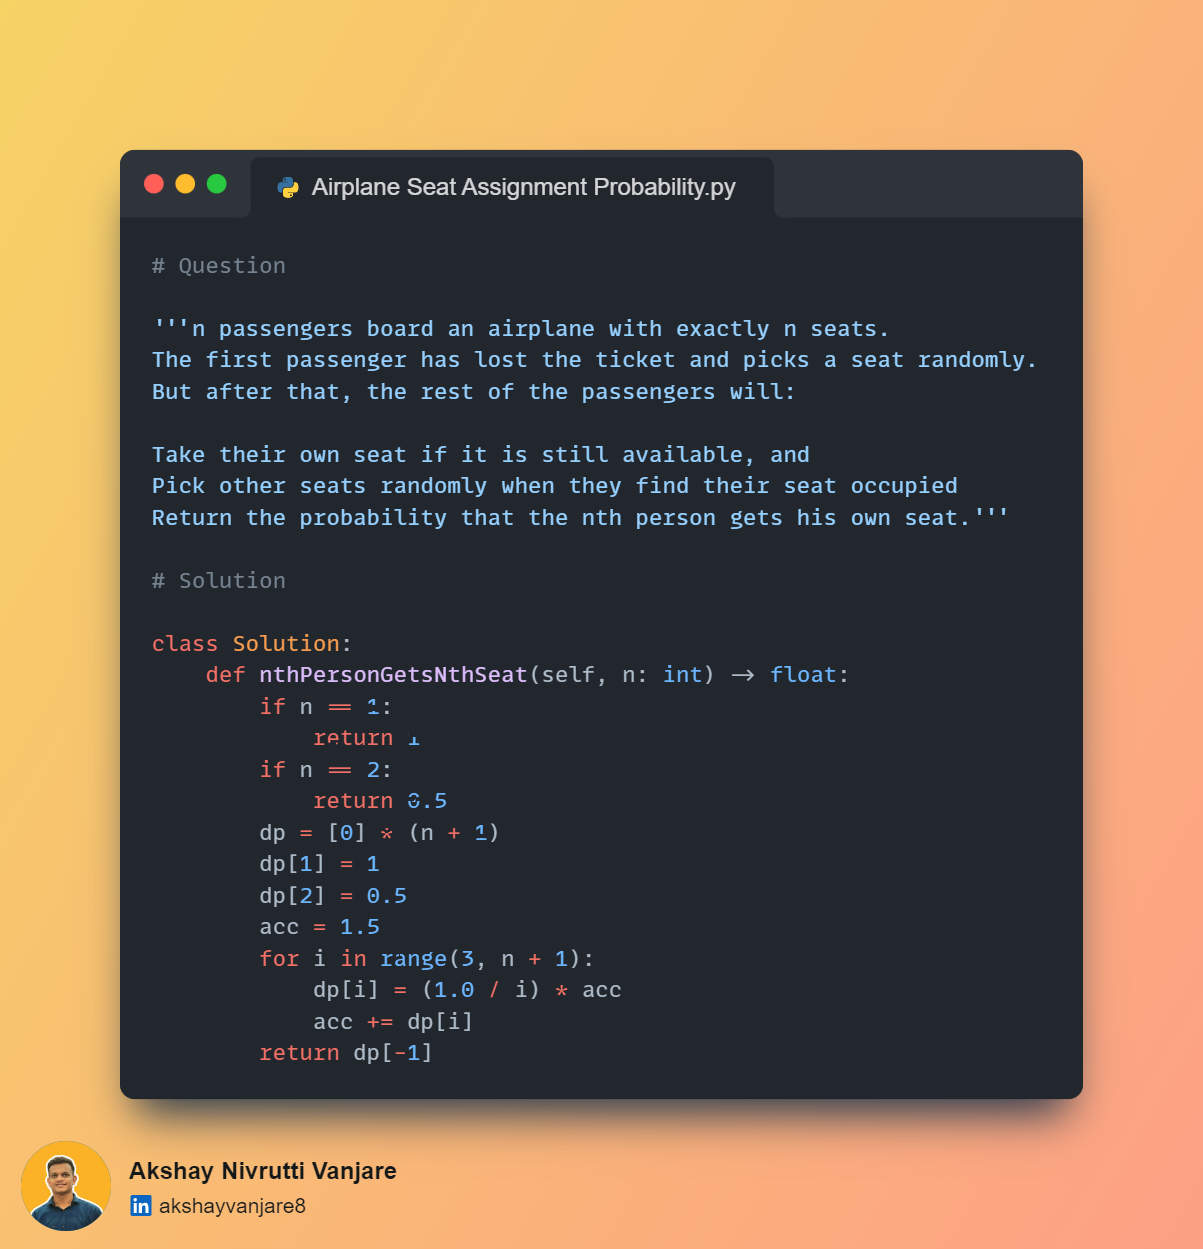 Airplane Seat Assignment Probability.py
# Question
'''n passengers board an airplane with exactly n seats.
The first passenger has lost the ticket and picks a seat randomly.
But after that, the rest of the passengers will:
Take their own seat if it is still available, and
Pick other seats randomly when they find their seat occupied
Return the probability that the nth person gets his own seat.'''
# Solution
class Solution:
    def nthPersonGetsNthSeat(self, n: int) -> float:
        if n == 1:
            return 1
        if n == 2:
            return 0.5
        dp = [0] * (n + 1)
        dp[1] = 1
        dp[2] = 0.5
        acc = 1.5
        for i in range(3, n + 1):
            dp[i] = (1.0 / i) * acc
            acc += dp[i]
        return dp[-1]
Akshay Nivrutti Vanjare
in akshayvanjare8